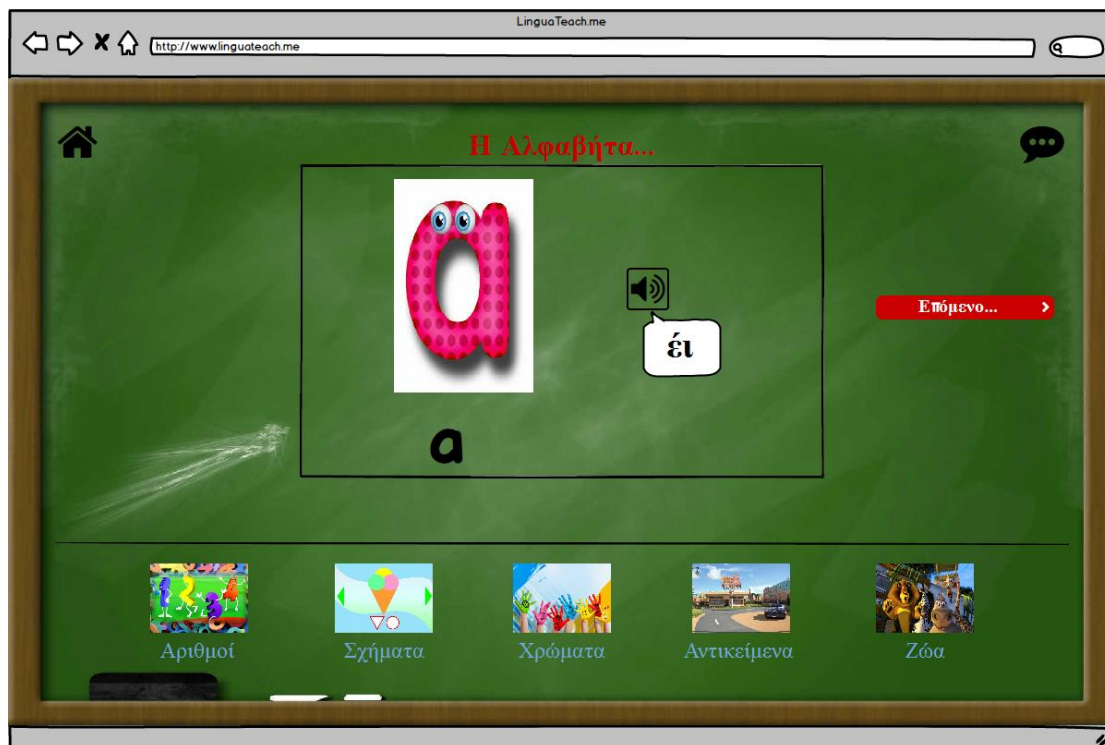 LinguaTeach.me
http://www.linguateach.me
Η Αλφαβήτα...
έι
Επόμενο...
a
Αριθμοί
Σχήματα
Χρώματα
Αντικείμενα
Ζώα